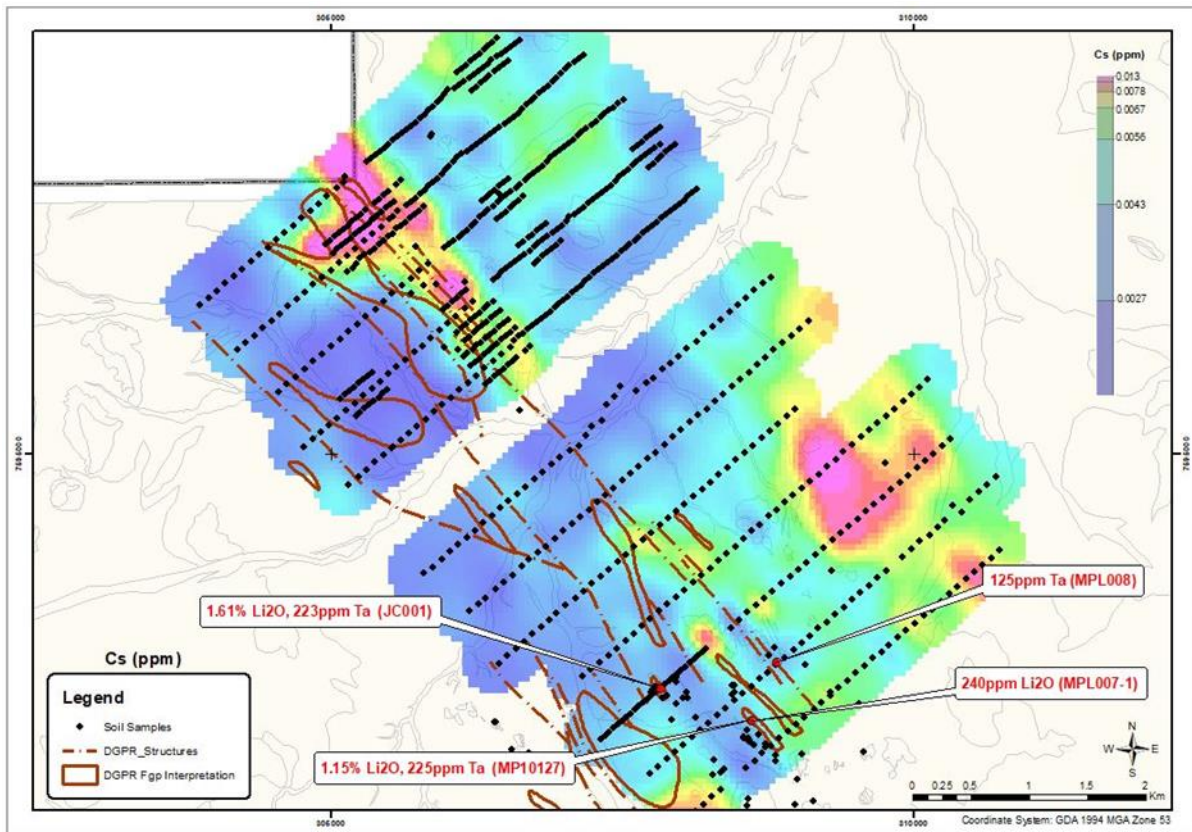 306000
310000
Cs (ppm)
0.013
0.0078
0.0067
0.0056
0.0043
0.0027
125ppm Ta (MPL008)
1.61% Li2O, 223ppm Ta (JC001)
240ppm Li2O (MPL007-1)
1.15% Li2O, 225ppm Ta (MP10127)
Cs (ppm)
Legend
Soil Samples
DGPR_Structures
DGPR Fgp Interpretation
N
W
E
S
0 0.25 0.5 1 1.5 2
Km
306000
310000
Coordinate System: GDA 1994 MGA Zone 53